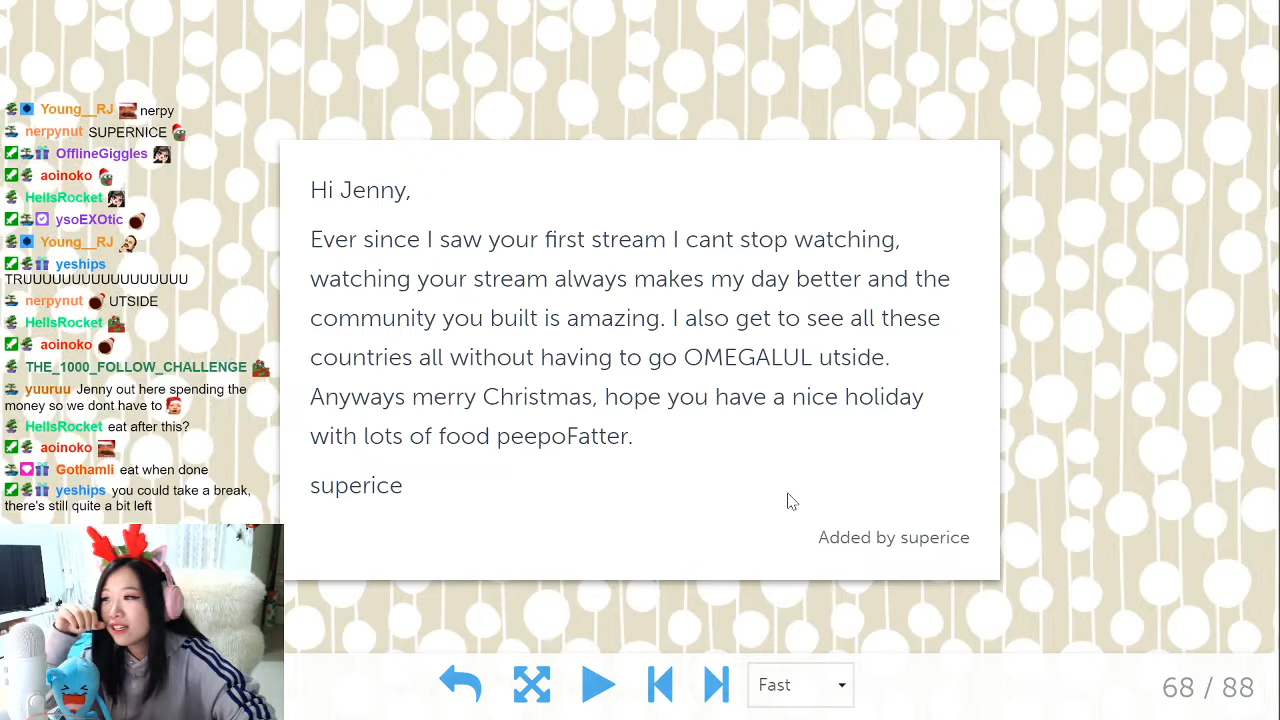 Young__RJ nerpy
nerpynut SUPERNICE
OfflineGiggles
aoinoko
HellsRocket
ysoEXOtic
Young__RJ
yeships
TRUUUUUUUUUUUUUUUUU
nerpynut UTSIDE
HellsRocket
aoinoko
THE_1000_FOLLOW_CHALLENGE
yuuruu Jenny out here spending the
money so we dont have to
HellsRocket eat after this?
aoinoko
Gothamli eat when done
yeships you could take a break,
there's still quite a bit left
Hi Jenny,
Ever since I saw your first stream I cant stop watching,
watching your stream always makes my day better and the
community you built is amazing. I also get to see all these
countries all without having to go OMEGALUL utside.
Anyways merry Christmas, hope you have a nice holiday
with lots of food peepoFatter.
superice
Added by superice
Fast
68 / 88